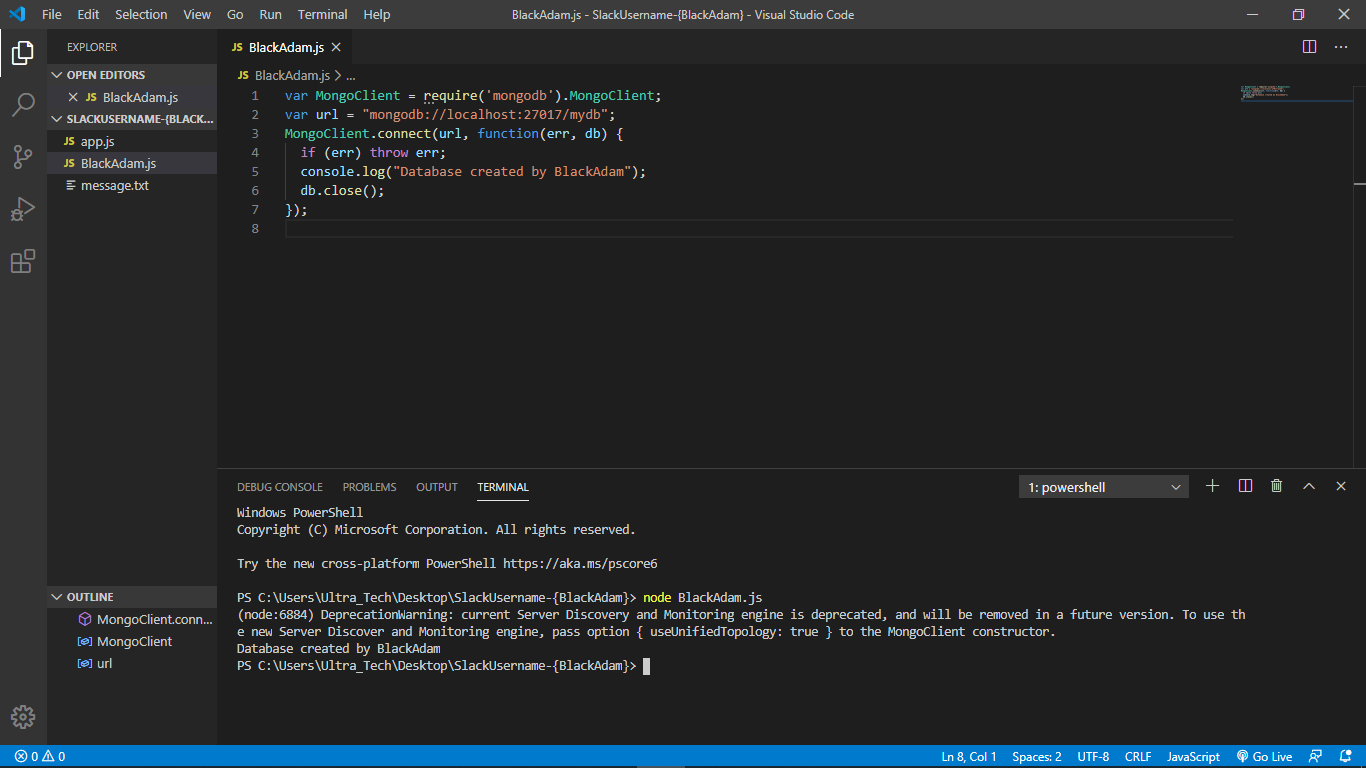 File Edit Selection View Go Run Terminal Help BlackAdam.js - SlackUsername-{BlackAdam} - Visual Studio Code
EXPLORER
OPEN EDITORS
JS BlackAdam.js
SLACKUSERNAME-{BLACK...
JS app.js
JS BlackAdam.js
message.txt
OUTLINE
MongoClient.conn...
MongoClient
url
JS BlackAdam.js
JS BlackAdam.js > ...
1 var MongoClient = require('mongodb').MongoClient;
2 var url = "mongodb://localhost:27017/mydb";
3 MongoClient.connect(url, function(err, db) {
4 if (err) throw err;
5 console.log("Database created by BlackAdam");
6 db.close();
7 });
8
DEBUG CONSOLE PROBLEMS OUTPUT TERMINAL 1: powershell
Windows PowerShell
Copyright (C) Microsoft Corporation. All rights reserved.
Try the new cross-platform PowerShell https://aka.ms/pscore6
PS C:\Users\Ultra_Tech\Desktop\SlackUsername-{BlackAdam}> node BlackAdam.js
(node:6884) DeprecationWarning: current Server Discovery and Monitoring engine is deprecated, and will be removed in a future version. To use th
e new Server Discover and Monitoring engine, pass option { useUnifiedTopology: true } to the MongoClient constructor.
Database created by BlackAdam
PS C:\Users\Ultra_Tech\Desktop\SlackUsername-{BlackAdam}>
0 0 Ln 8, Col 1 Spaces: 2 UTF-8 CRLF JavaScript Go Live